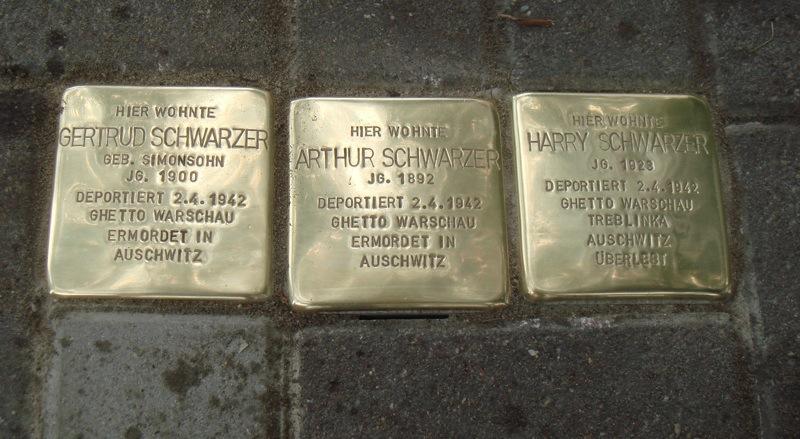 HIER WOHNTE
GERTRUD SCHWARZER
GEB. SIMONSOHN
JG. 1900
DEPORTIERT 2.4.1942
GHETTO WARSCHAU
ERMORDET IN
AUSCHWITZ
HIER WOHNTE
ARTHUR SCHWARZER
JG. 1892
DEPORTIERT 2.4.1942
GHETTO WARSCHAU
ERMORDET IN
AUSCHWITZ
HIER WOHNTE
HARRY SCHWARZER
JG. 1923
DEPORTIERT 2.4.1942
GHETTO WARSCHAU
TREBLINKA
AUSCHWITZ
ÜBERLEBT